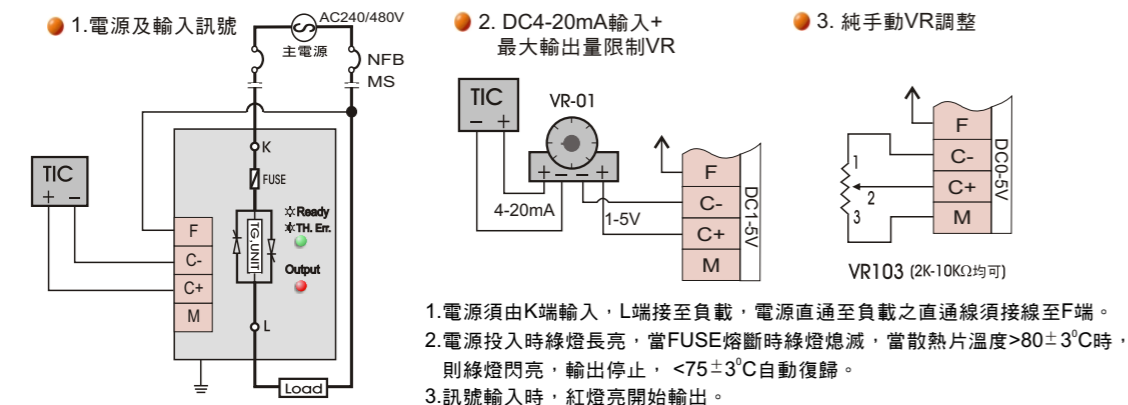 1.電源及輸入訊號
AC240/480V
主電源
NFB
MS
K
FUSE
TIC
+ −
Ready
TH. Err.
TG.UNIT
Output
F
C-
C+
M
L
Load
2. DC4-20mA輸入+
最大輸出量限制VR
TIC
− +
VR-01
+ − − +
4-20mA
1-5V
F
C-
C+
M
DC1-5V
3. 純手動VR調整
1
2
3
F
C-
C+
M
DC0-5V
VR103 (2K-10KΩ均可)
1.電源須由K端輸入，L端接至負載，電源直通至負載之直通線須接線至F端。
2.電源投入時綠燈長亮，當FUSE熔斷時綠燈熄滅，當散熱片溫度>80±3⁰C時，
則綠燈閃亮，輸出停止， <75±3⁰C自動復歸。
3.訊號輸入時，紅燈亮開始輸出。